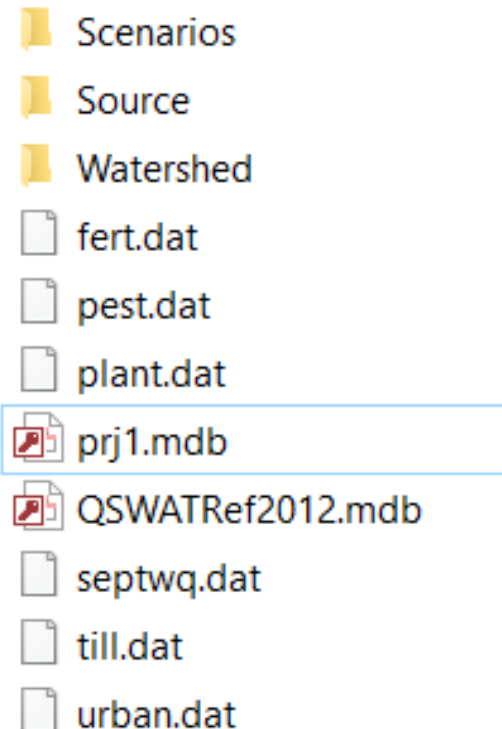 Scenarios
Source
Watershed
fert.dat
pest.dat
plant.dat
prj1.mdb
QSWATRef2012.mdb
septwq.dat
till.dat
urban.dat